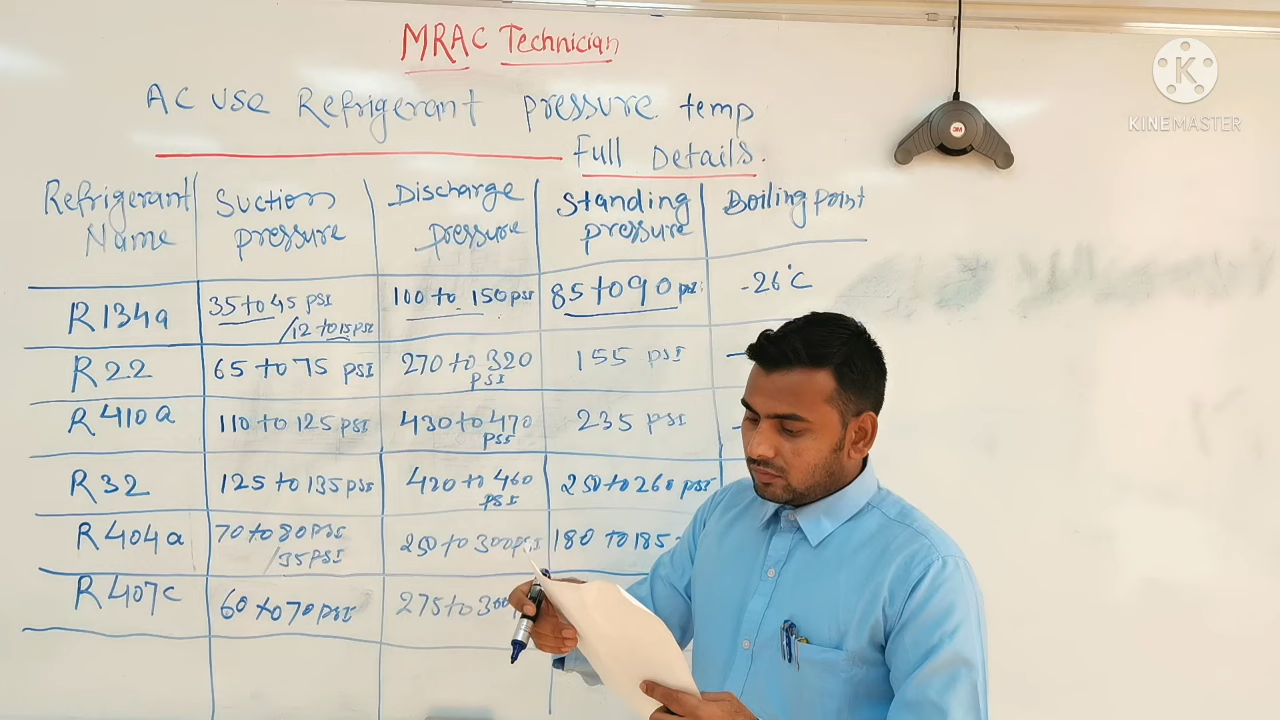 MRAC Technician
AC USE Refrigerant pressure temp
Full Details.
KINEMASTER
3M
Refrigerant Name
Suction pressure
Discharge pressure
Standing pressure
Boiling point
R134a
35 to 45 PSI
/12 to 15 PSI
100 to 150 PSI
85 to 90 PSI
-26°C
R22
65 to 75 PSI
270 to 320
PSI
155 PSI
R410a
110 to 125 PSI
430 to 470
PSI
235 PSI
R32
125 to 135 PSI
420 to 460
PSI
250 to 260 PSI
R404a
70 to 80 PSI
/35 PSI
250 to 300 PSI
180 to 185
R407c
60 to 70 PSI
275 to 300